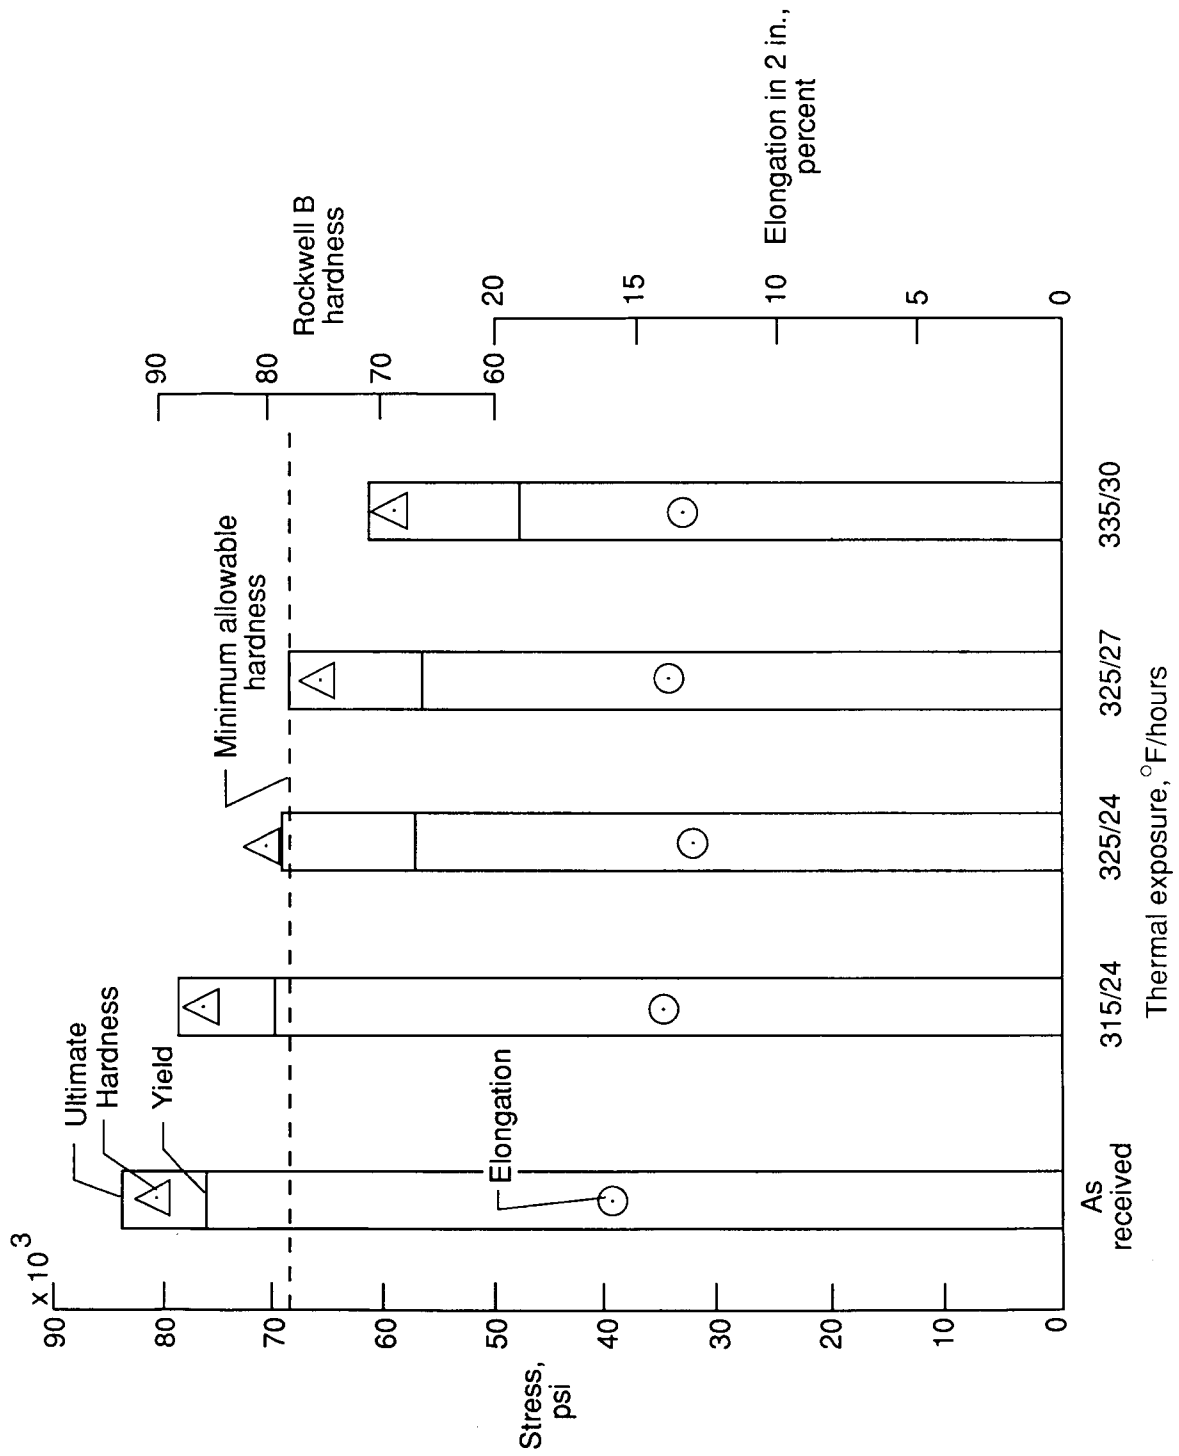 x 10³
90
80
70
60
50
40
30
20
10
0
Stress,
psi
Ultimate
Hardness
Yield
Elongation
Minimum allowable
hardness
90
80
70
60
Rockwell B
hardness
20
15
10
5
0
Elongation in 2 in.,
percent
As
received
315/24
325/24
325/27
335/30
Thermal exposure, °F/hours